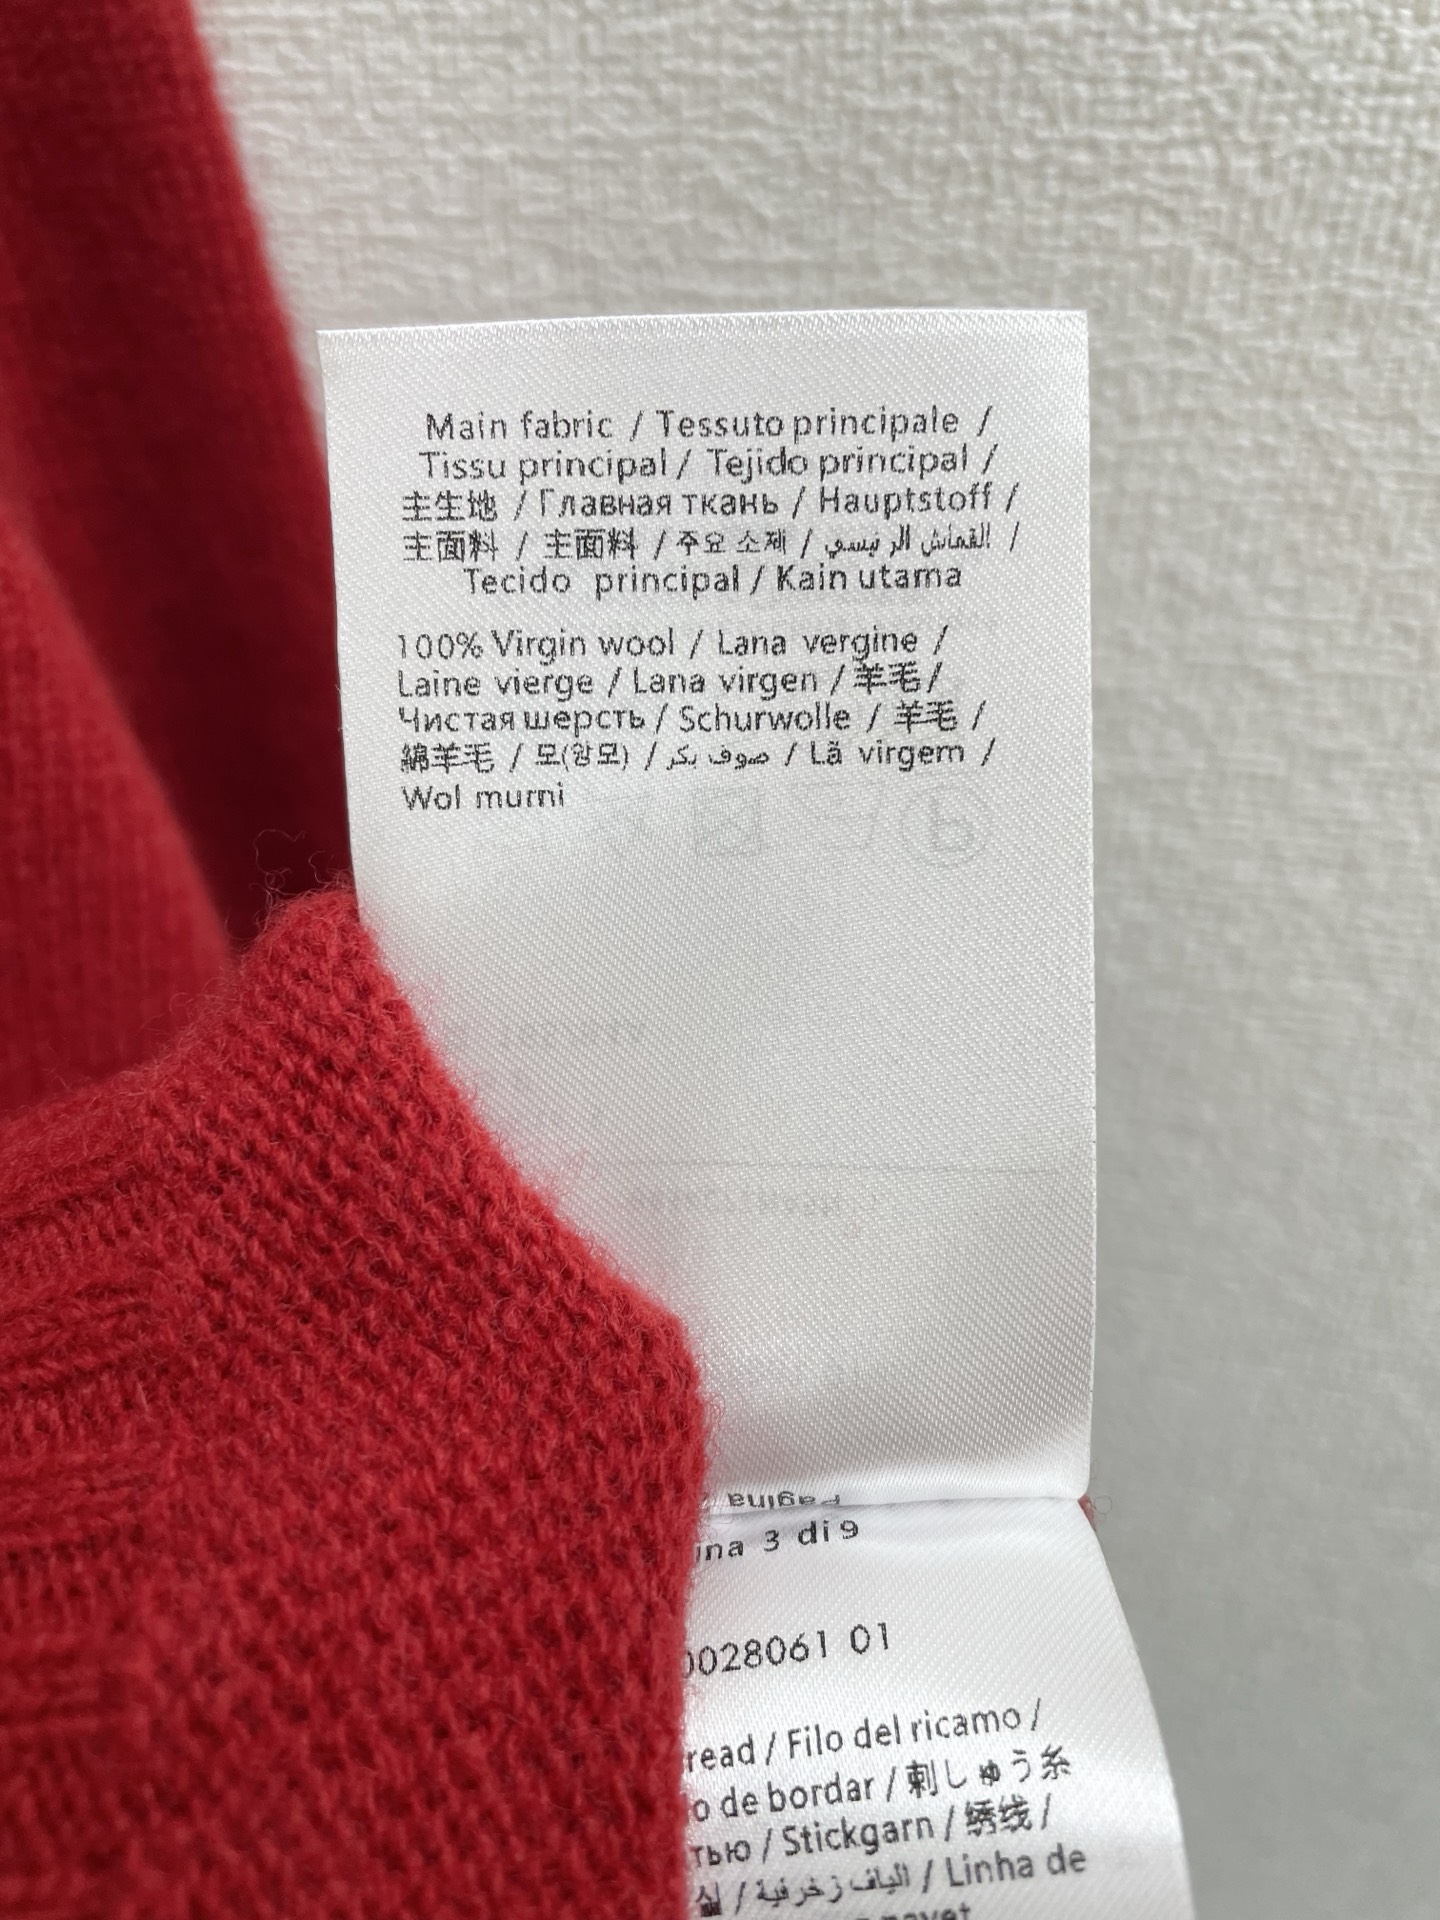 Main fabric / Tessuto principale /
Tissu principal / Tejido principal /
主生地 / Главная ткань / Hauptstoff /
主面料 / 主面料 / 주요 소재 / القماش الرئيسي /
Tecido principal / Kain utama
100% Virgin wool / Lana vergine /
Laine vierge / Lana virgen / 羊毛 /
Чистая шерсть / Schurwolle / 羊毛 /
綿羊毛 / 모(양모) / صوف بكر / Lã virgem /
Wol murni
Pagina
ina 3 di 9
0028061 01
read / Filo del ricamo /
o de bordar / 刺しゅう糸
тью / Stickgarn / 绣线 /
실 / الياف زخرفية / Linha de